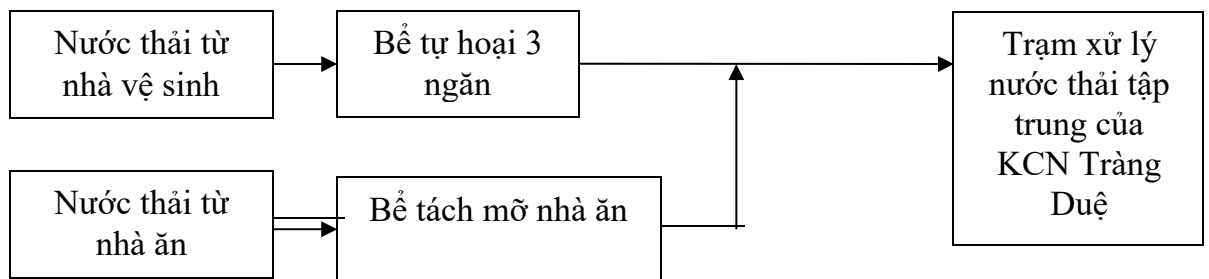 Nước thải từ
nhà vệ sinh
Bể tự hoại 3
ngăn
Trạm xử lý
nước thải tập
trung của
KCN Tràng
Duệ
Nước thải từ
nhà ăn
Bể tách mỡ nhà ăn